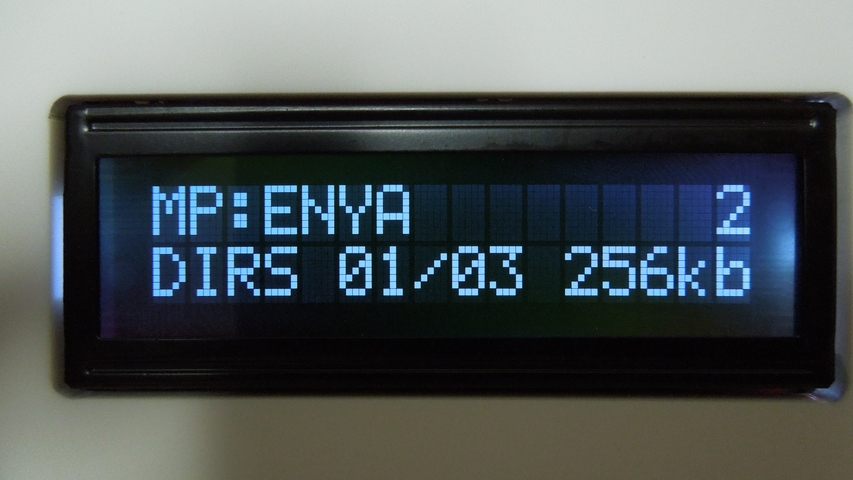 MP:ENYA 2
DIRS 01/03 256kb